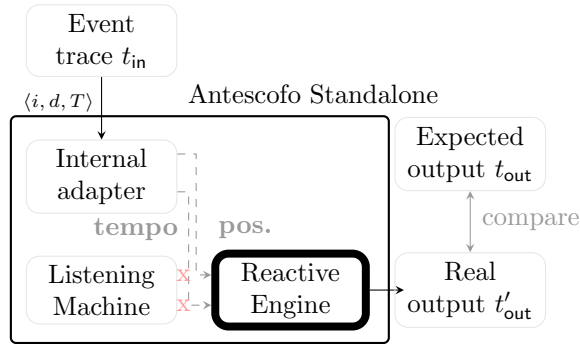 Event
trace t_in
⟨i, d, T⟩
Antescofo Standalone
Internal
adapter
Expected
output t_out
tempo
pos.
compare
Listening
Machine
x
x
Reactive
Engine
Real
output t′_out